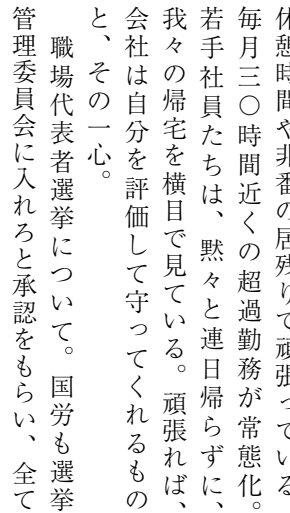 休憩時間や非番の居残りで頑張っている
毎月三〇時間近くの超過勤務が常態化。
若手社員たちは、黙々と連日帰らずに、
我々の帰宅を横目で見ている。頑張れば、
会社は自分を評価して守ってくれるもの
と、その一心。
職場代表者選挙について。国労も選挙
管理委員会に入れろと承認をもらい、全て